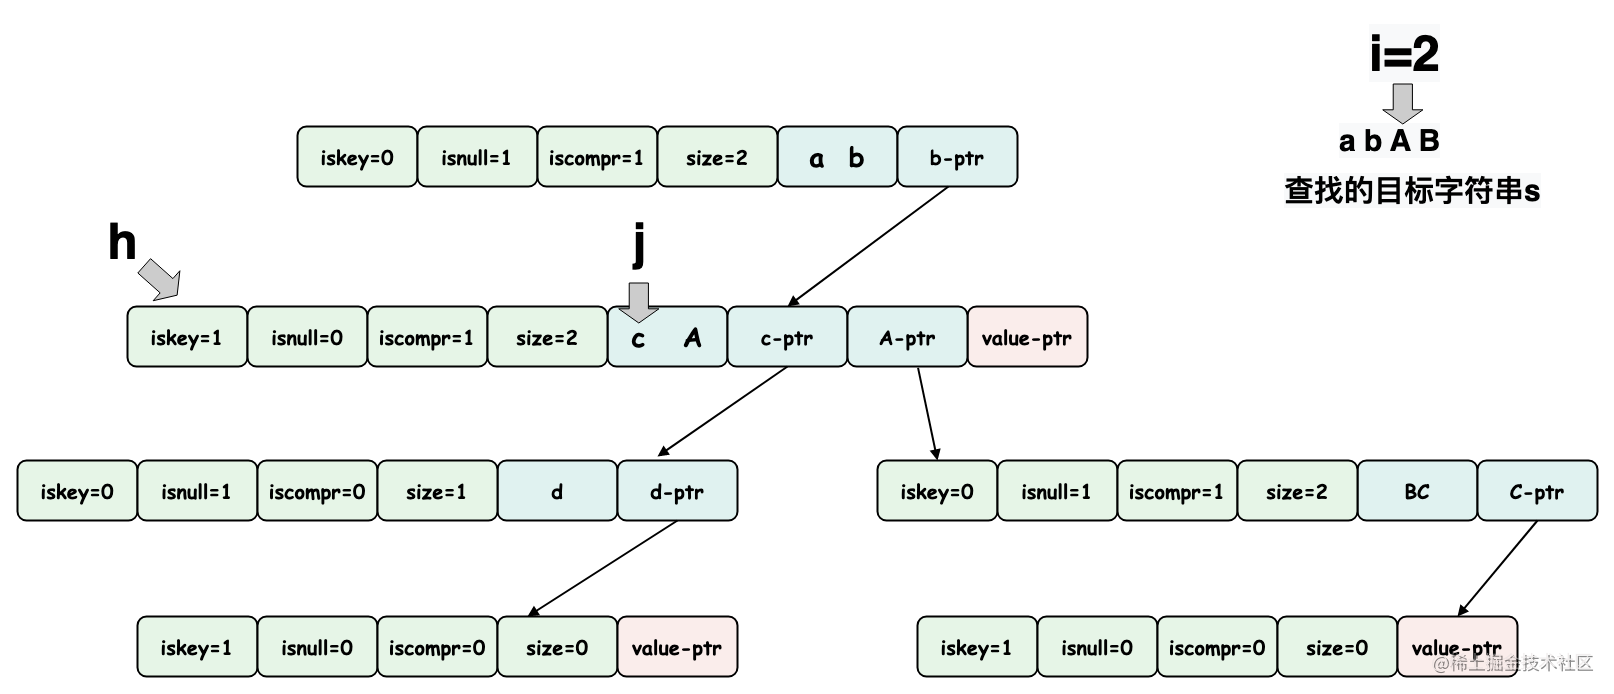 i=2
a b A B
查找的目标字符串s
iskey=0 isnull=1 iscompr=1 size=2 a b b-ptr
h
j
iskey=1 isnull=0 iscompr=1 size=2 c A c-ptr A-ptr value-ptr
iskey=0 isnull=1 iscompr=0 size=1 d d-ptr
iskey=0 isnull=1 iscompr=1 size=2 BC C-ptr
iskey=1 isnull=0 iscompr=0 size=0 value-ptr
iskey=1 isnull=0 iscompr=0 size=0 value-ptr
@稀土掘金技术社区